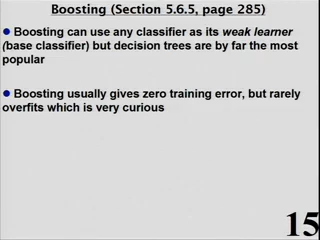 Boosting (Section 5.6.5, page 285)
Boosting can use any classifier as its weak learner
(base classifier) but decision trees are by far the most
popular
Boosting usually gives zero training error, but rarely
overfits which is very curious
15